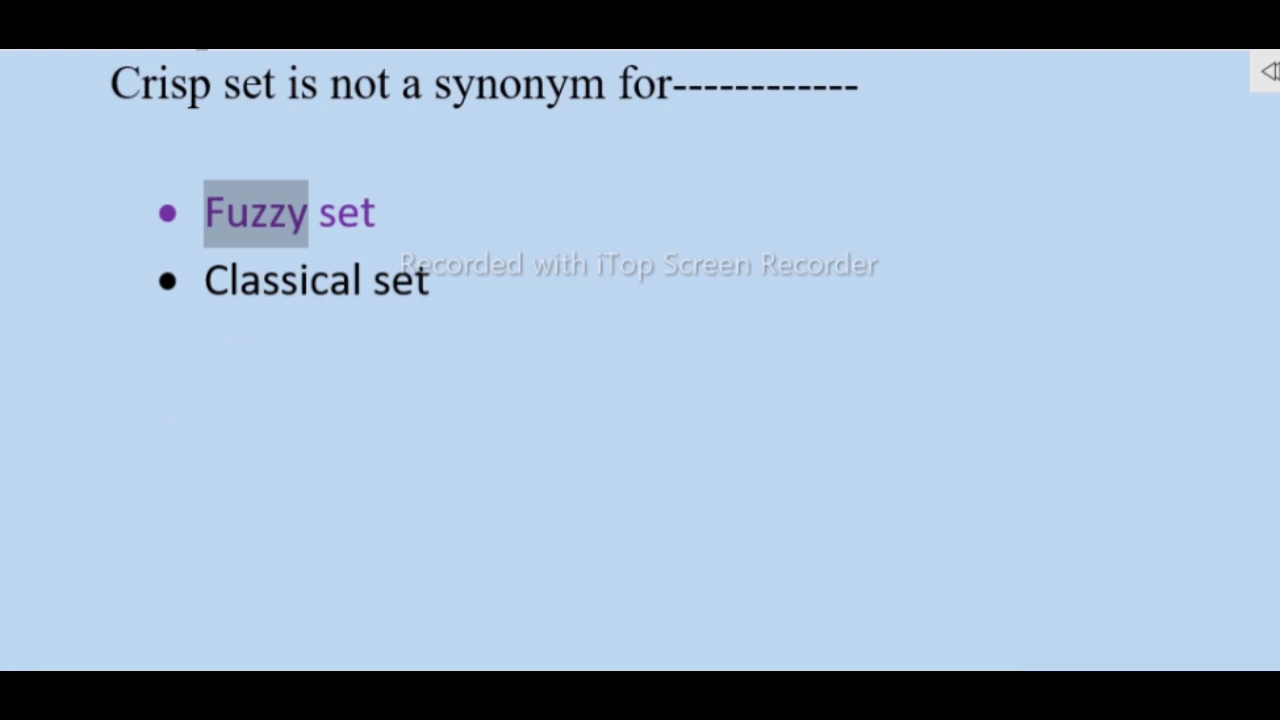 Crisp set is not a synonym for------------
• Fuzzy set
Recorded with iTop Screen Recorder
• Classical set